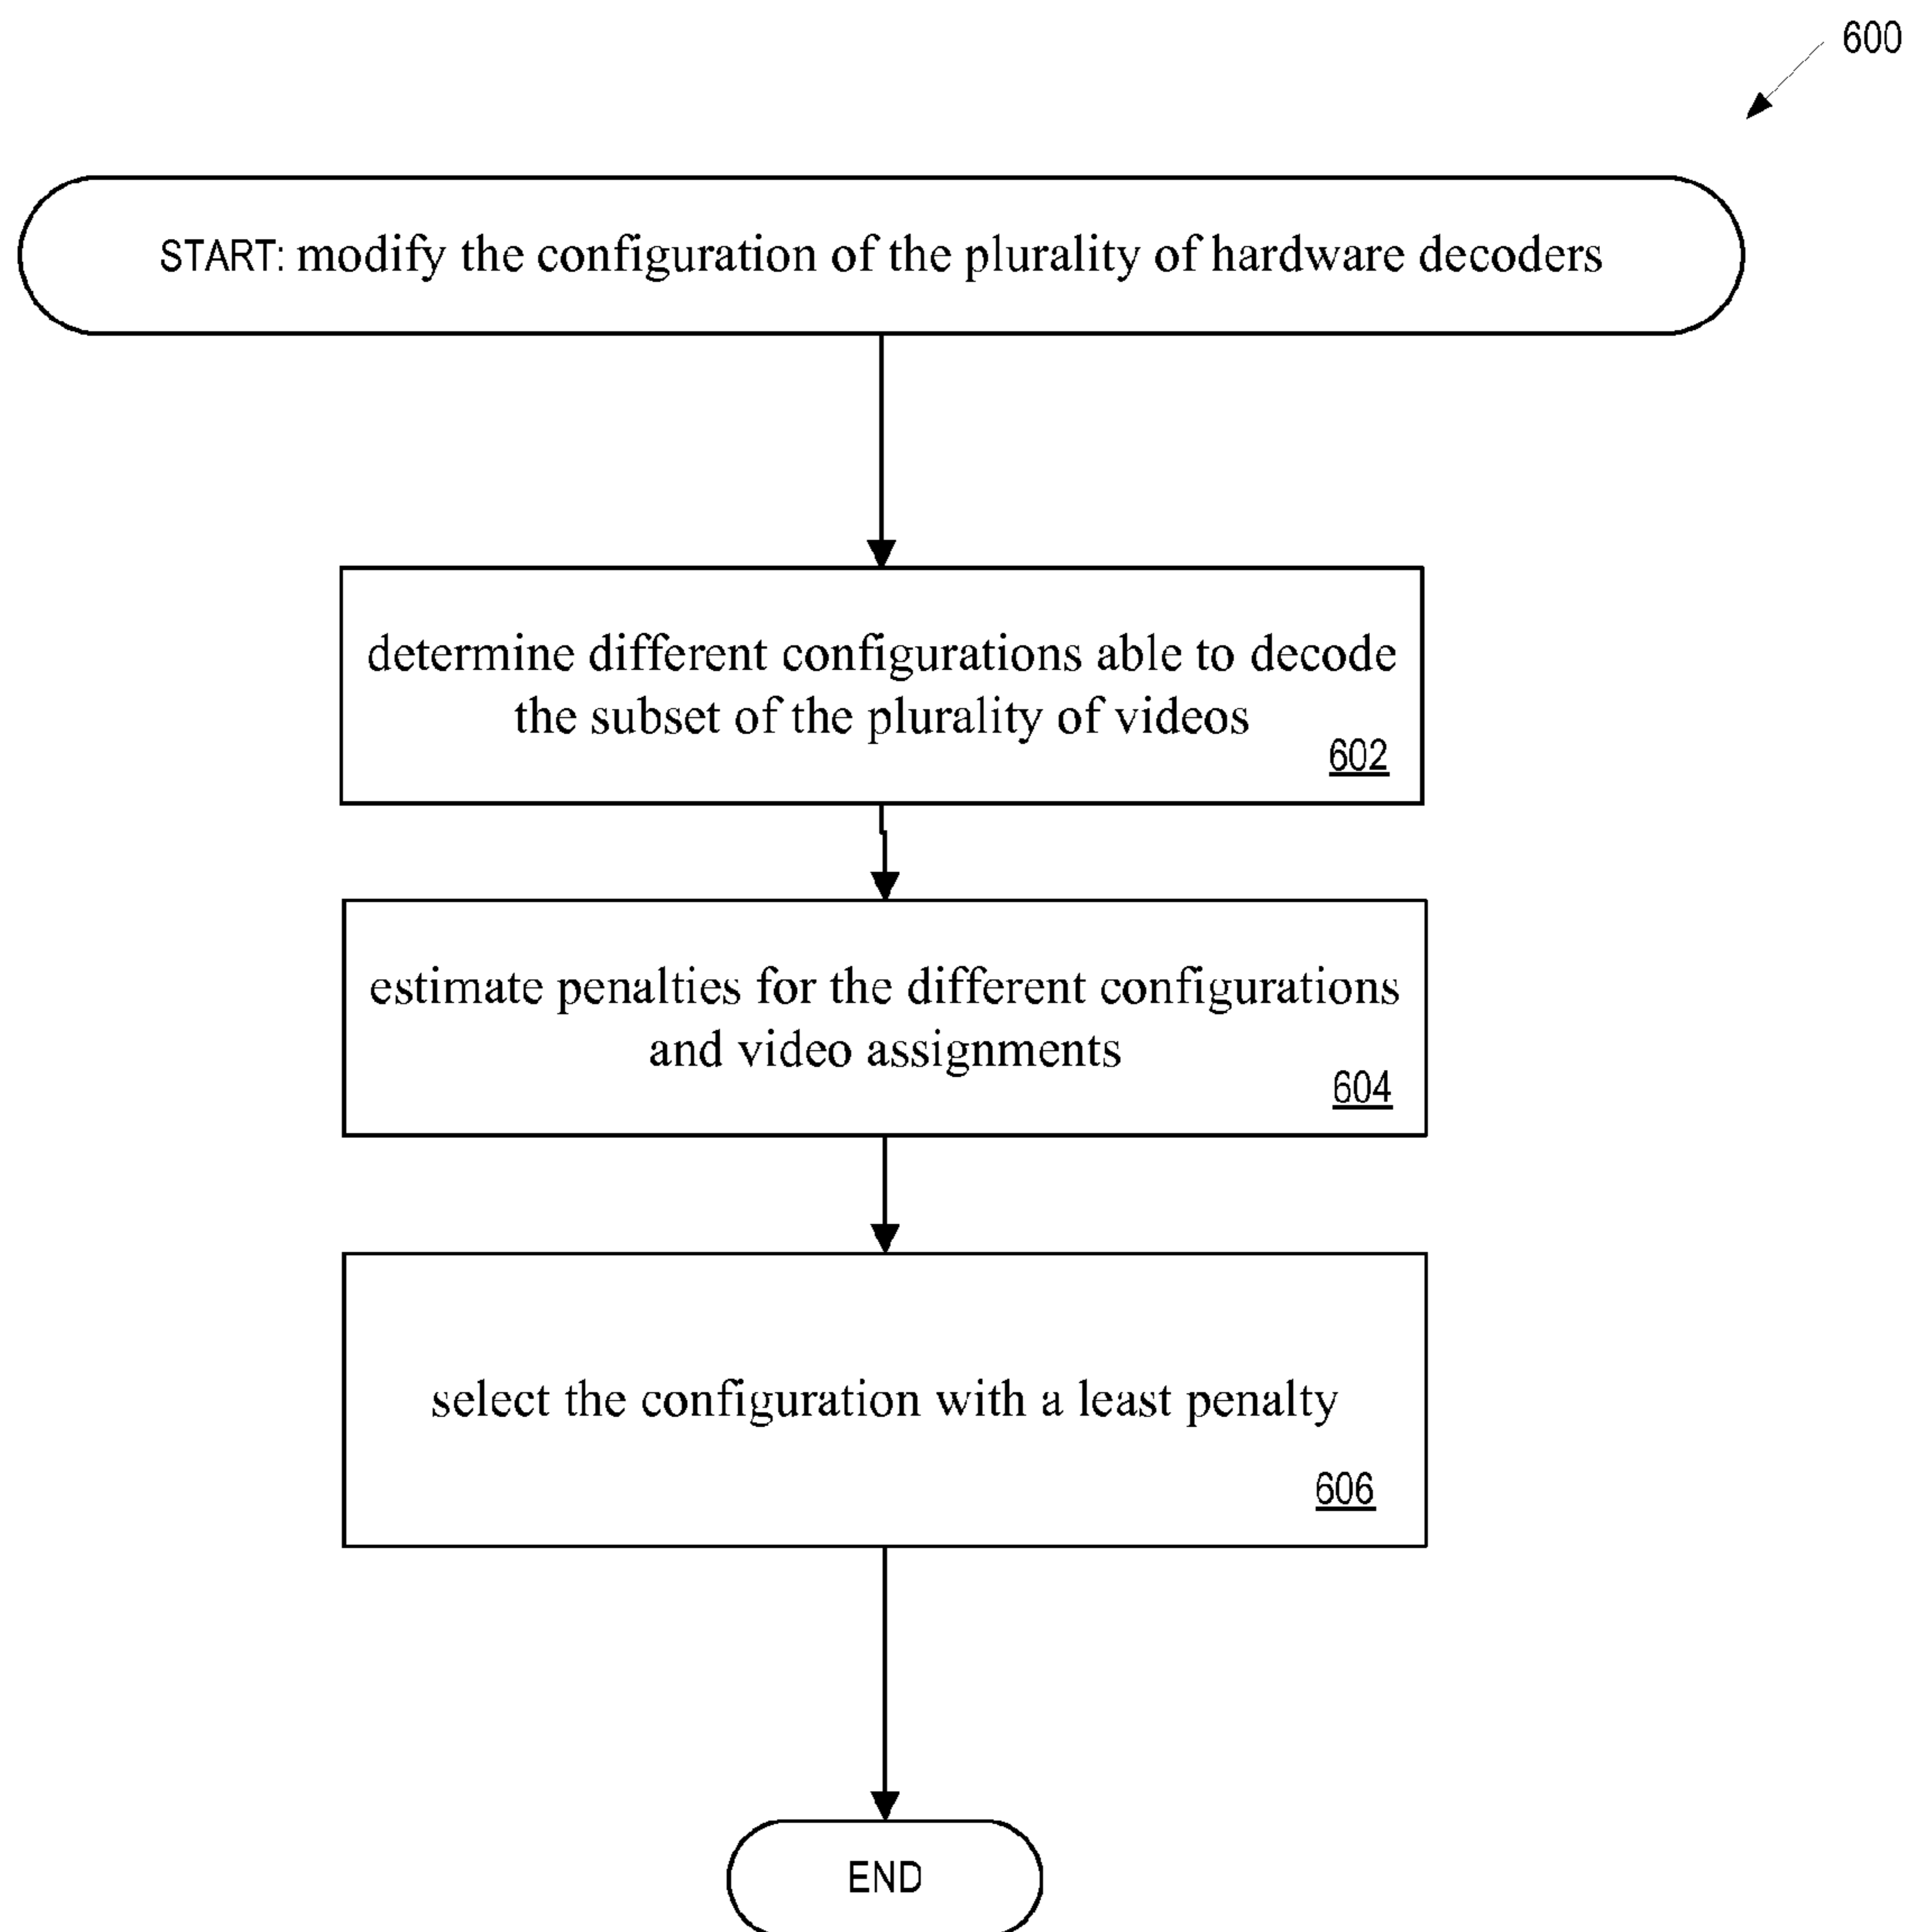 600
START: modify the configuration of the plurality of hardware decoders
determine different configurations able to decode
the subset of the plurality of videos
602
estimate penalties for the different configurations
and video assignments
604
select the configuration with a least penalty
606
END